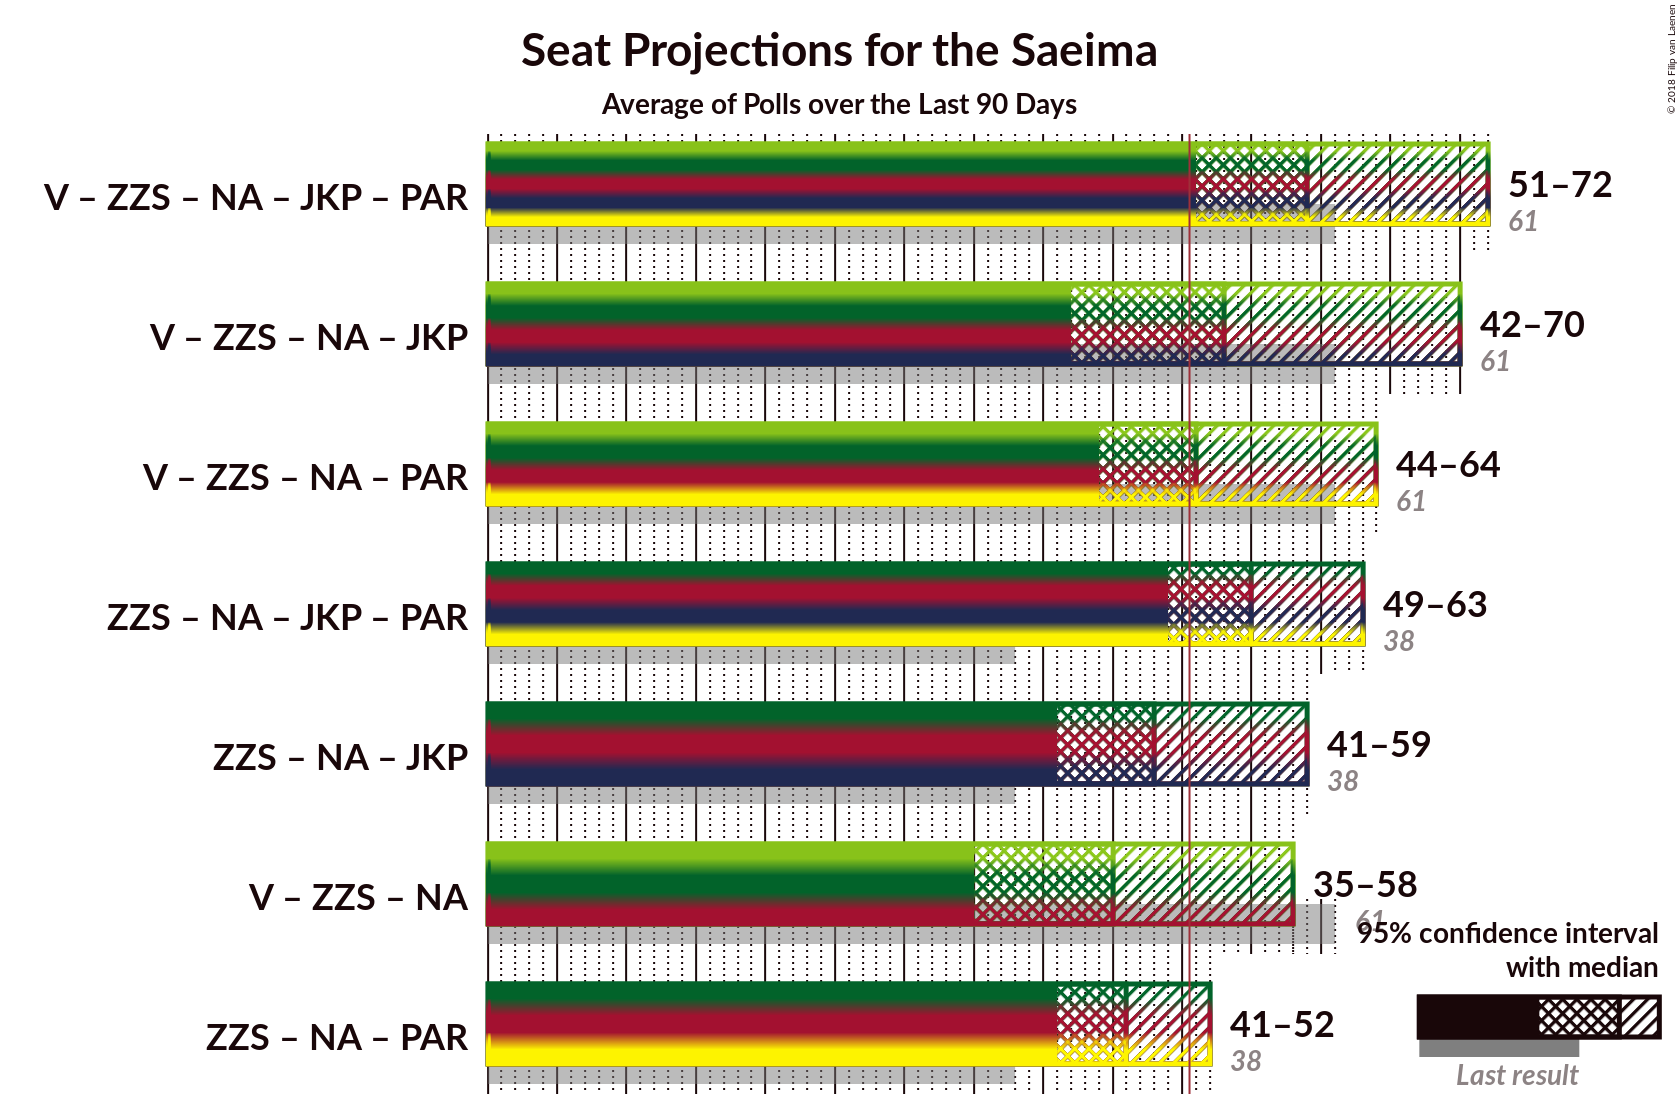 Seat Projections for the Saeima
Average of Polls over the Last 90 Days
© 2018 Filip van Laenen
V – ZZS – NA – JKP – PAR
51–72
61
V – ZZS – NA – JKP
42–70
61
V – ZZS – NA – PAR
44–64
61
ZZS – NA – JKP – PAR
49–63
38
ZZS – NA – JKP
41–59
38
V – ZZS – NA
35–58
61
ZZS – NA – PAR
41–52
38
95% confidence interval
with median
Last result